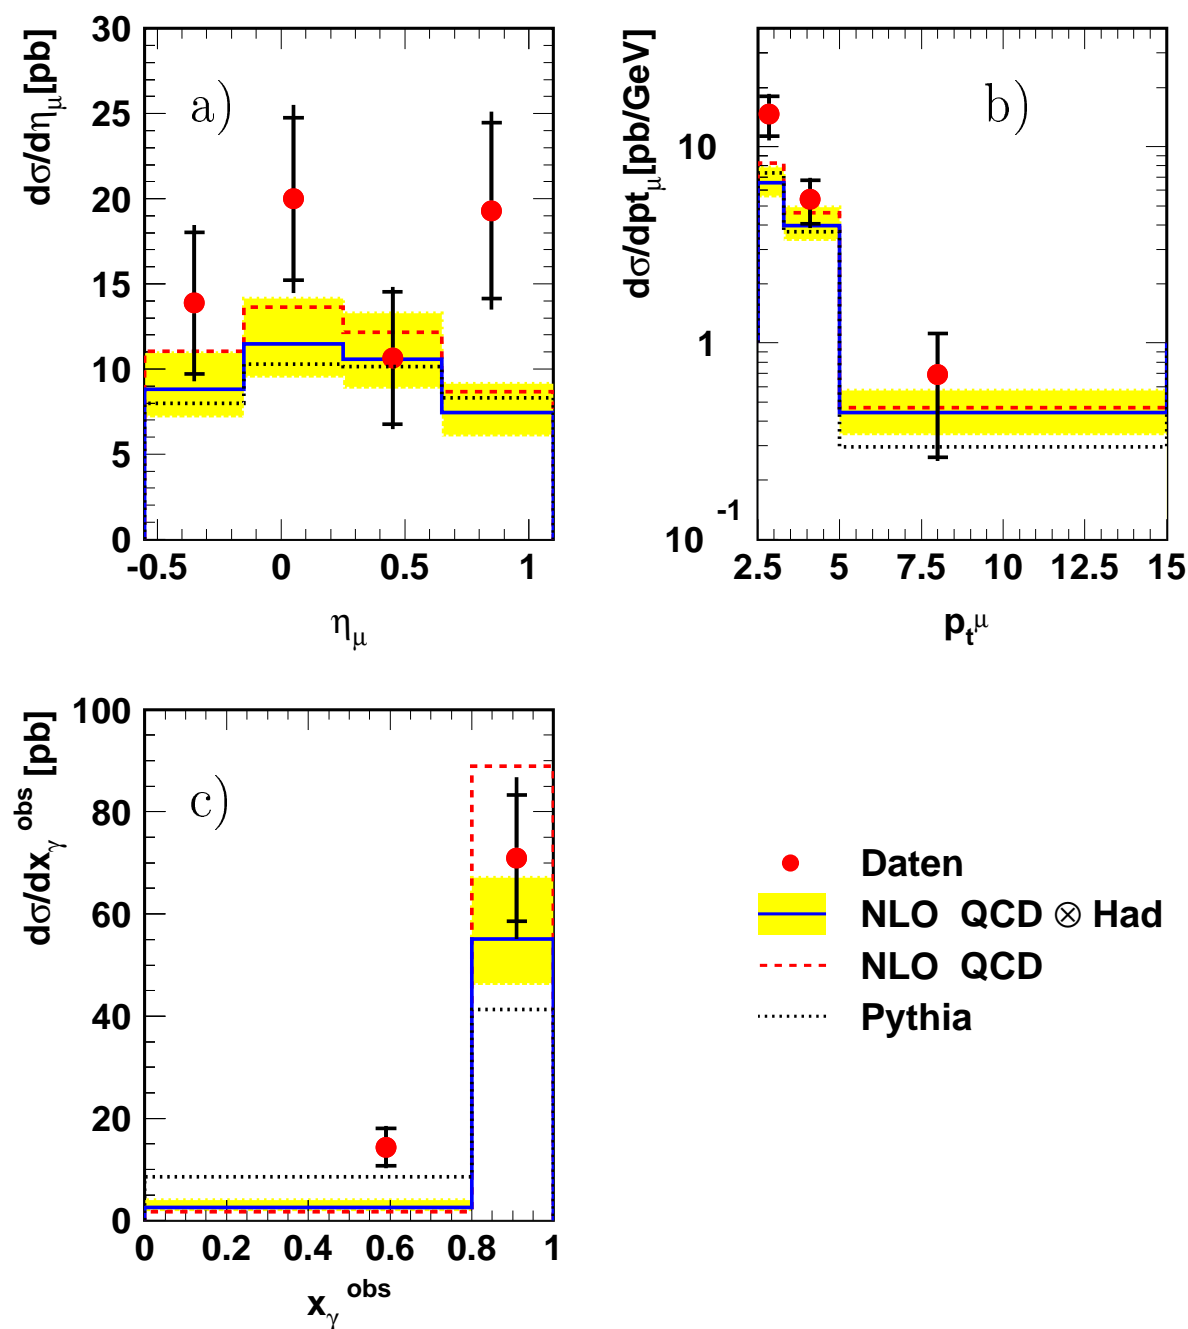 dσ/dη_μ[pb]
30
25
20
15
10
5
0
a)
-0.5 0 0.5 1
η_μ
dσ/dpt_μ[pb/GeV]
10
1
10^-1
b)
2.5 5 7.5 10 12.5 15
p_t^μ
dσ/dx_γ^obs [pb]
100
80
60
40
20
0
c)
0 0.2 0.4 0.6 0.8 1
x_γ^obs
Daten
NLO QCD ⊗ Had
NLO QCD
Pythia